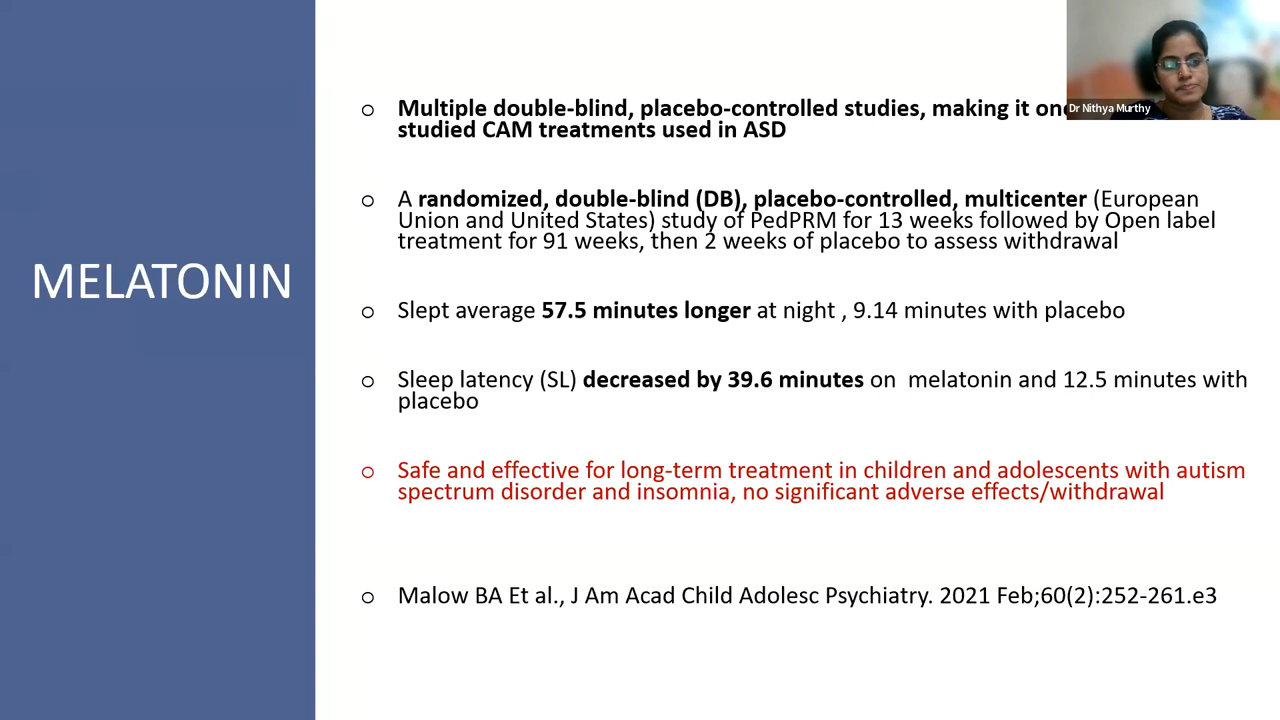 MELATONIN
Multiple double-blind, placebo-controlled studies, making it one
studied CAM treatments used in ASD
A randomized, double-blind (DB), placebo-controlled, multicenter (European
Union and United States) study of PedPRM for 13 weeks followed by Open label
treatment for 91 weeks, then 2 weeks of placebo to assess withdrawal
Slept average 57.5 minutes longer at night , 9.14 minutes with placebo
Sleep latency (SL) decreased by 39.6 minutes on  melatonin and 12.5 minutes with
placebo
Safe and effective for long-term treatment in children and adolescents with autism
spectrum disorder and insomnia, no significant adverse effects/withdrawal
Malow BA Et al., J Am Acad Child Adolesc Psychiatry. 2021 Feb;60(2):252-261.e3
Dr Nithya Murthy